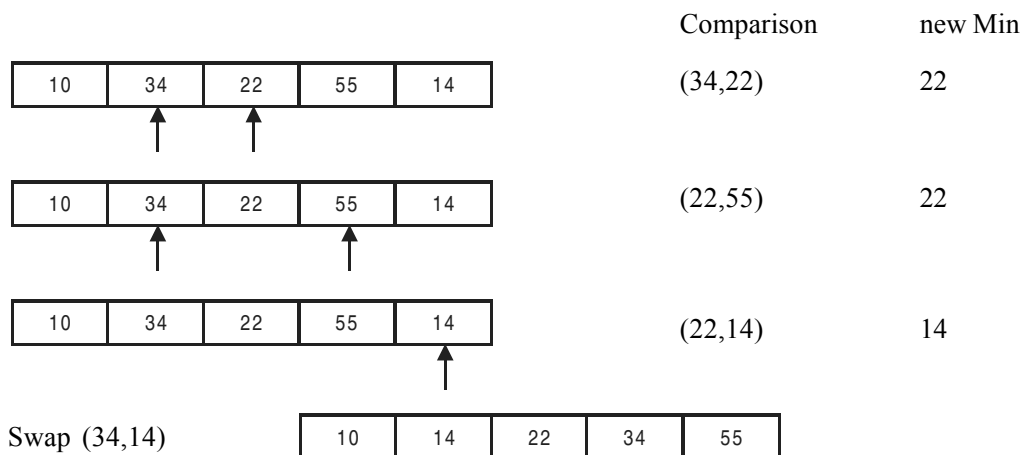 Comparison new Min
10 34 22 55 14 (34,22) 22
10 34 22 55 14 (22,55) 22
10 34 22 55 14 (22,14) 14
Swap (34,14) 10 14 22 34 55